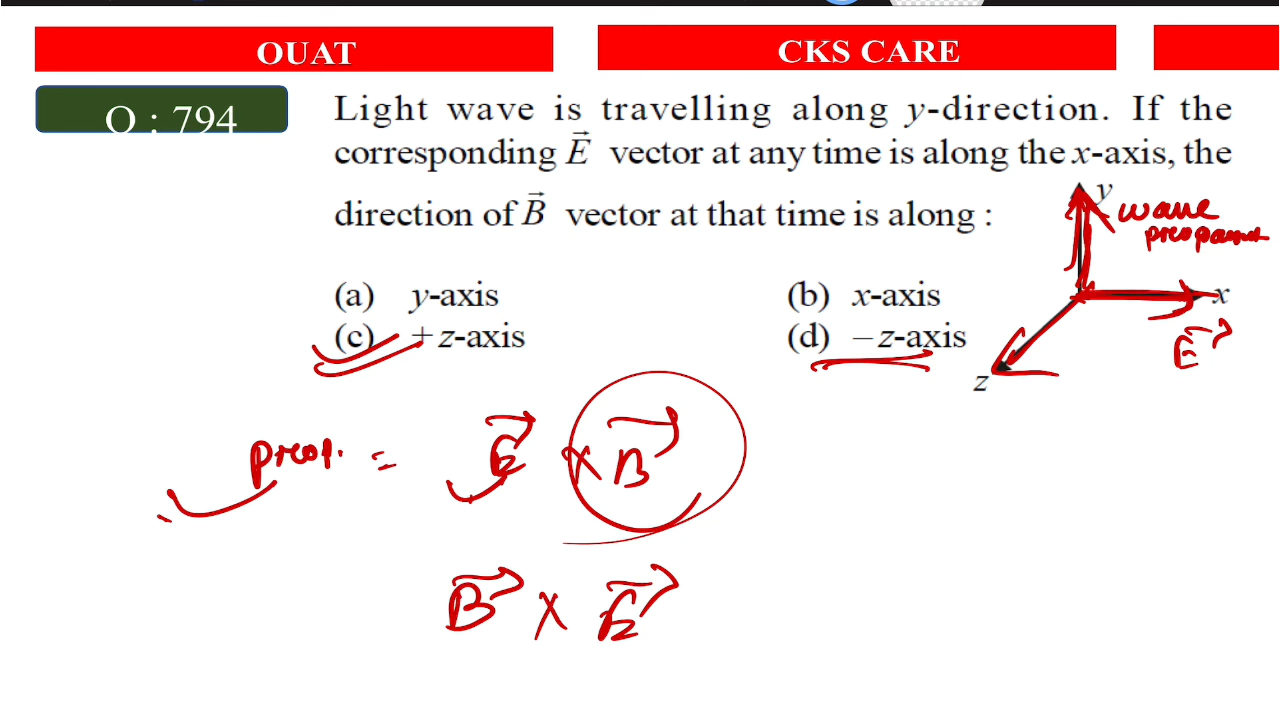 OUAT
CKS CARE
Q : 794
Light wave is travelling along y-direction. If the
corresponding E⃗ vector at any time is along the x-axis, the
direction of B⃗ vector at that time is along :
y
wave
x
E⃗
z
(a) y-axis
(b) x-axis
(c) +z-axis
(d) −z-axis
prop. = E⃗ × B⃗
B⃗ × E⃗